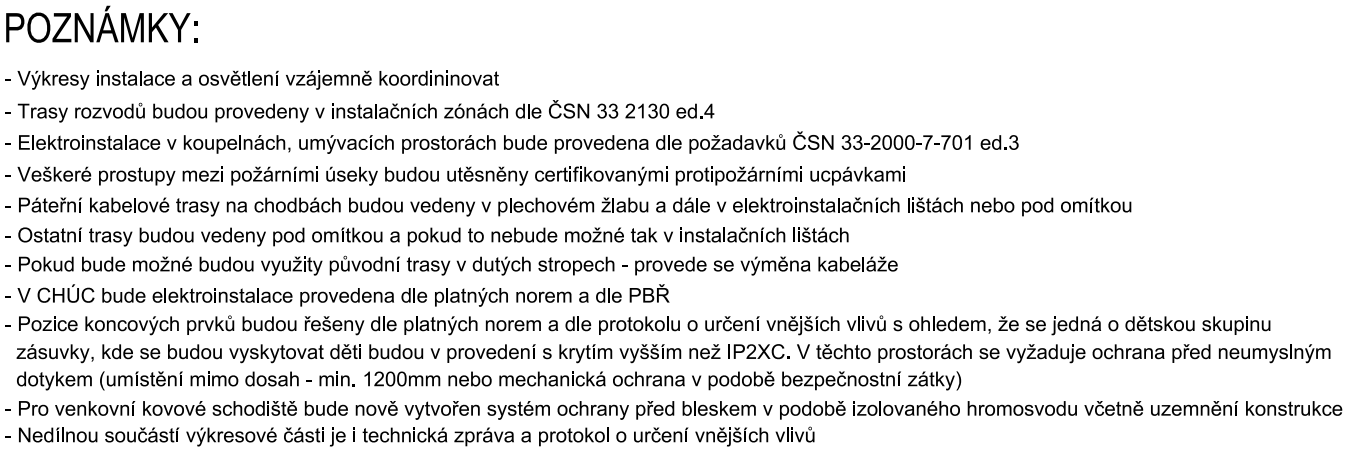 POZNÁMKY:
- Výkresy instalace a osvětlení vzájemně koordininovat
- Trasy rozvodů budou provedeny v instalačních zónách dle ČSN 33 2130 ed.4
- Elektroinstalace v koupelnách, umývacích prostorách bude provedena dle požadavků ČSN 33-2000-7-701 ed.3
- Veškeré prostupy mezi požárními úseky budou utěsněny certifikovanými protipožárními ucpávkami
- Páteřní kabelové trasy na chodbách budou vedeny v plechovém žlabu a dále v elektroinstalačních lištách nebo pod omítkou
- Ostatní trasy budou vedeny pod omítkou a pokud to nebude možné tak v instalačních lištách
- Pokud bude možné budou využity původní trasy v dutých stropech - provede se výměna kabeláže
- V CHÚC bude elektroinstalace provedena dle platných norem a dle PBŘ
- Pozice koncových prvků budou řešeny dle platných norem a dle protokolu o určení vnějších vlivů s ohledem, že se jedná o dětskou skupinu
zásuvky, kde se budou vyskytovat děti budou v provedení s krytím vyšším než IP2XC. V těchto prostorách se vyžaduje ochrana před neumyslným
dotykem (umístění mimo dosah - min. 1200mm nebo mechanická ochrana v podobě bezpečnostní zátky)
- Pro venkovní kovové schodiště bude nově vytvořen systém ochrany před bleskem v podobě izolovaného hromosvodu včetně uzemnění konstrukce
- Nedílnou součástí výkresové části je i technická zpráva a protokol o určení vnějších vlivů